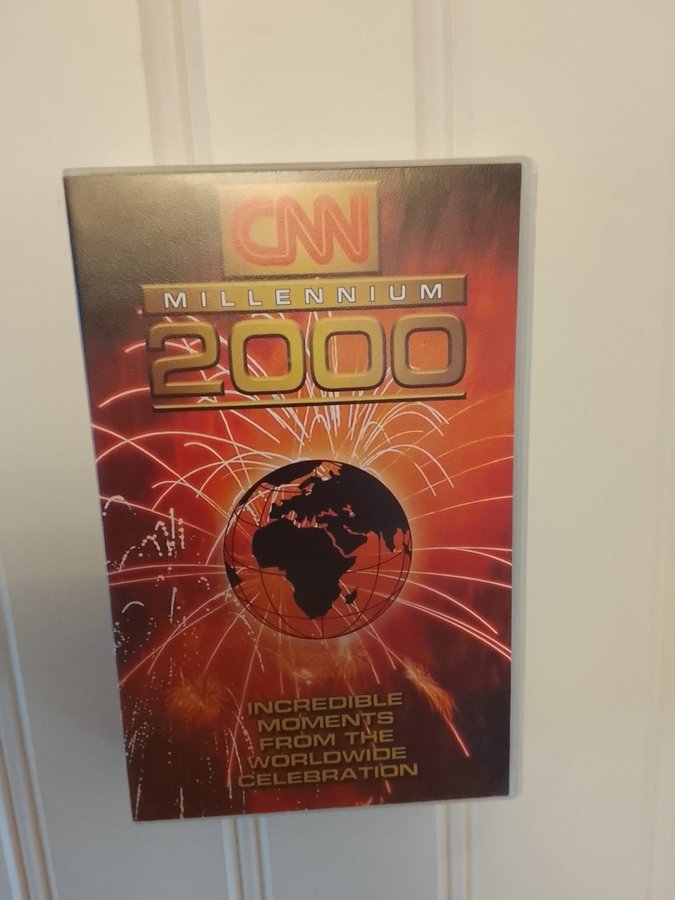 CNN
MILLENNIUM
2000
INCREDIBLE
MOMENTS
FROM THE
WORLDWIDE
CELEBRATION